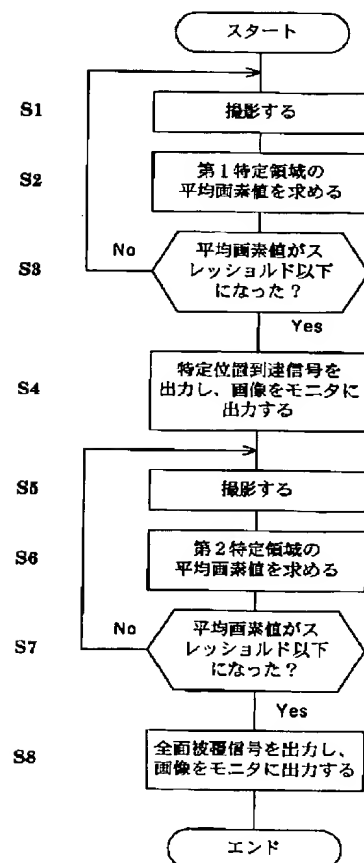 スタート
S1
撮影する
S2
第1特定領域の
平均画素値を求める
No
S3
平均画素値がス
レッショルド以下
になった？
Yes
S4
特定位置到達信号を
出力し、画像をモニタに
出力する
S5
撮影する
S6
第2特定領域の
平均画素値を求める
No
S7
平均画素値がス
レッショルド以下
になった？
Yes
S8
全面被覆信号を出力し、
画像をモニタに出力する
エンド